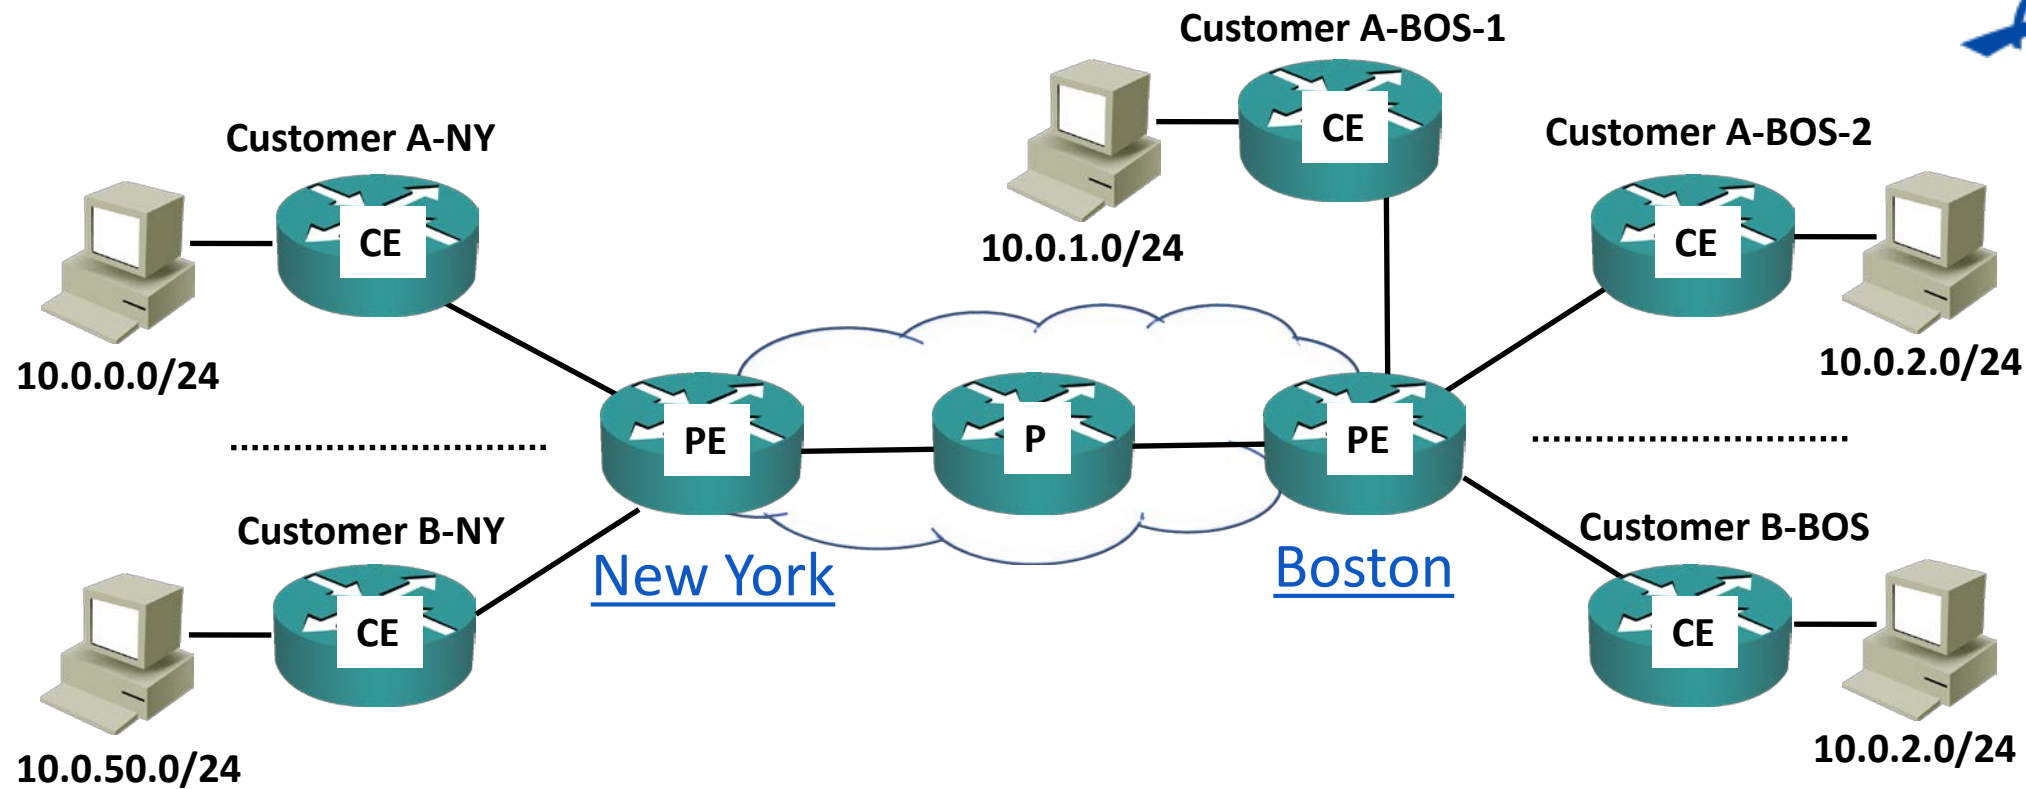 Customer A-BOS-1
CE
10.0.1.0/24
Customer A-NY
CE
10.0.0.0/24
Customer A-BOS-2
CE
10.0.2.0/24
PE
P
PE
New York
Boston
Customer B-NY
CE
10.0.50.0/24
Customer B-BOS
CE
10.0.2.0/24